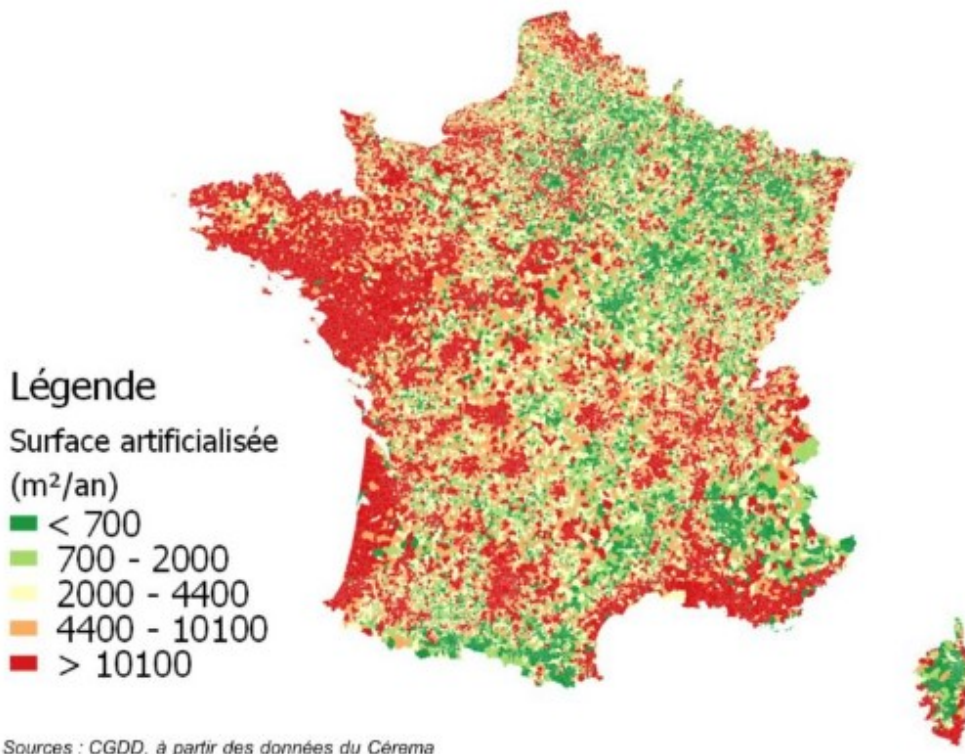 Légende
Surface artificialisée
(m²/an)
< 700
700 - 2000
2000 - 4400
4400 - 10100
> 10100
Sources : CGDD, à partir des données du Cérema